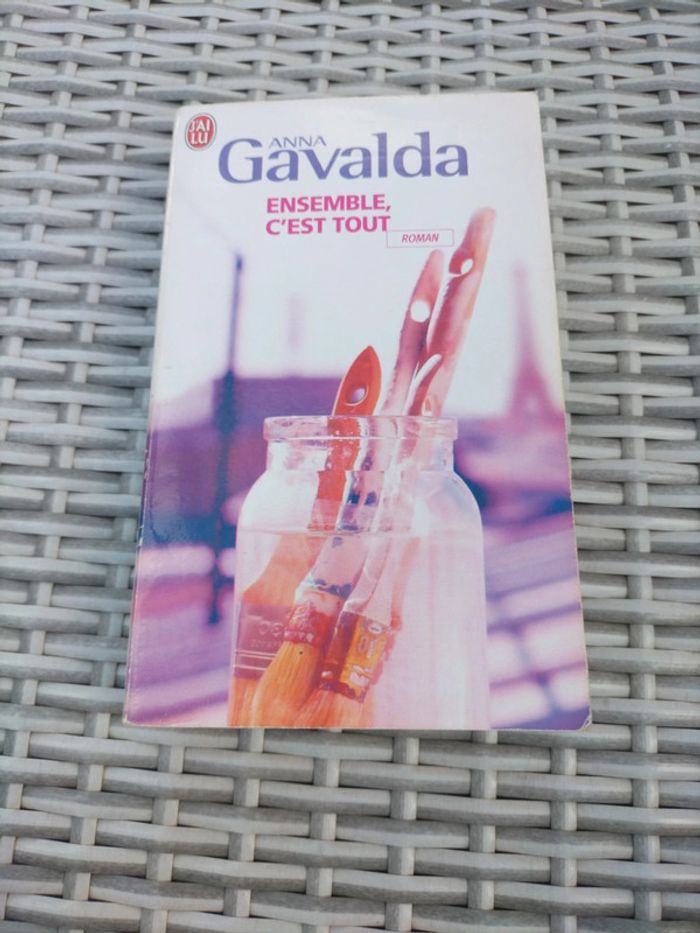 J'AI
LU
ANNA
Gavalda
ENSEMBLE,
C'EST TOUT
ROMAN